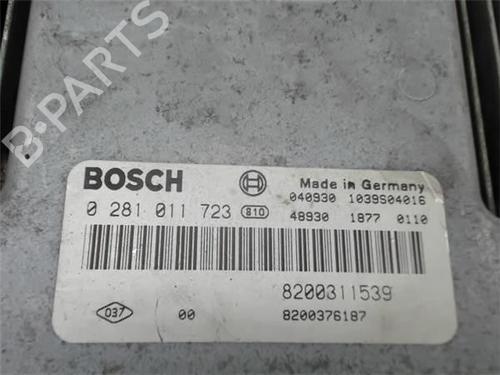 B-PARTS
BOSCH
Made in Germany
040930 1039S04016
0 281 011 723 810
48930 1877 0110
8200311539
037 00 8200376187